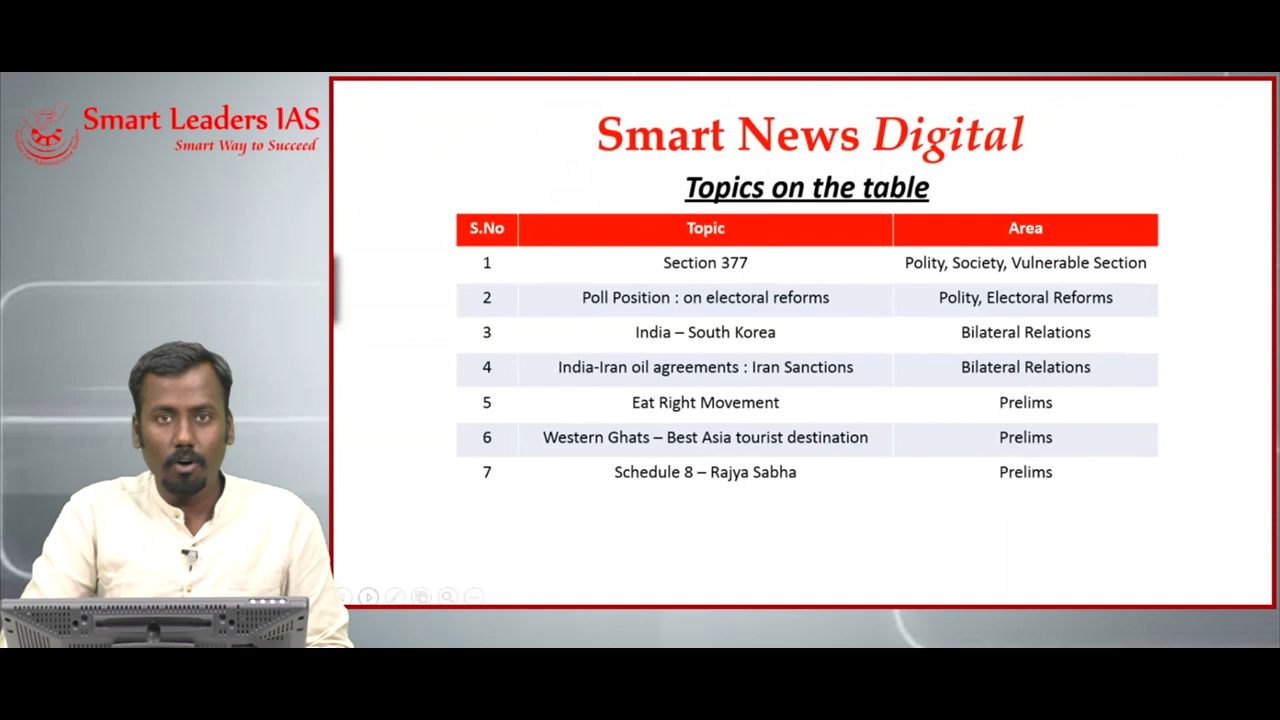 Smart Leaders IAS
Smart Way to Succeed
Smart News Digital
Topics on the table
S.No Topic Area
1 Section 377 Polity, Society, Vulnerable Section
2 Poll Position : on electoral reforms Polity, Electoral Reforms
3 India – South Korea Bilateral Relations
4 India-Iran oil agreements : Iran Sanctions Bilateral Relations
5 Eat Right Movement Prelims
6 Western Ghats – Best Asia tourist destination Prelims
7 Schedule 8 – Rajya Sabha Prelims